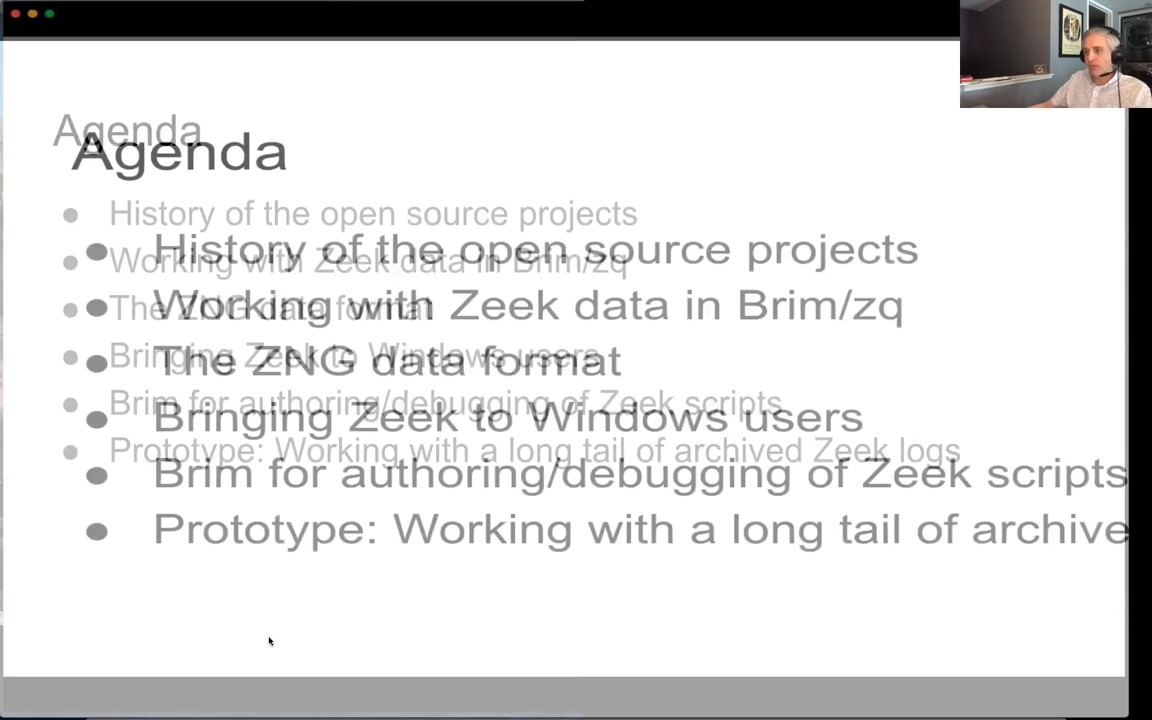 Agenda
History of the open source projects
Working with Zeek data in Brim/zq
The ZNG data format
Bringing Zeek to Windows users
Brim for authoring/debugging of Zeek scripts
Prototype: Working with a long tail of archived Zeek logs
Agenda
History of the open source projects
Working with Zeek data in Brim/zq
The ZNG data format
Bringing Zeek to Windows users
Brim for authoring/debugging of Zeek scripts
Prototype: Working with a long tail of archive